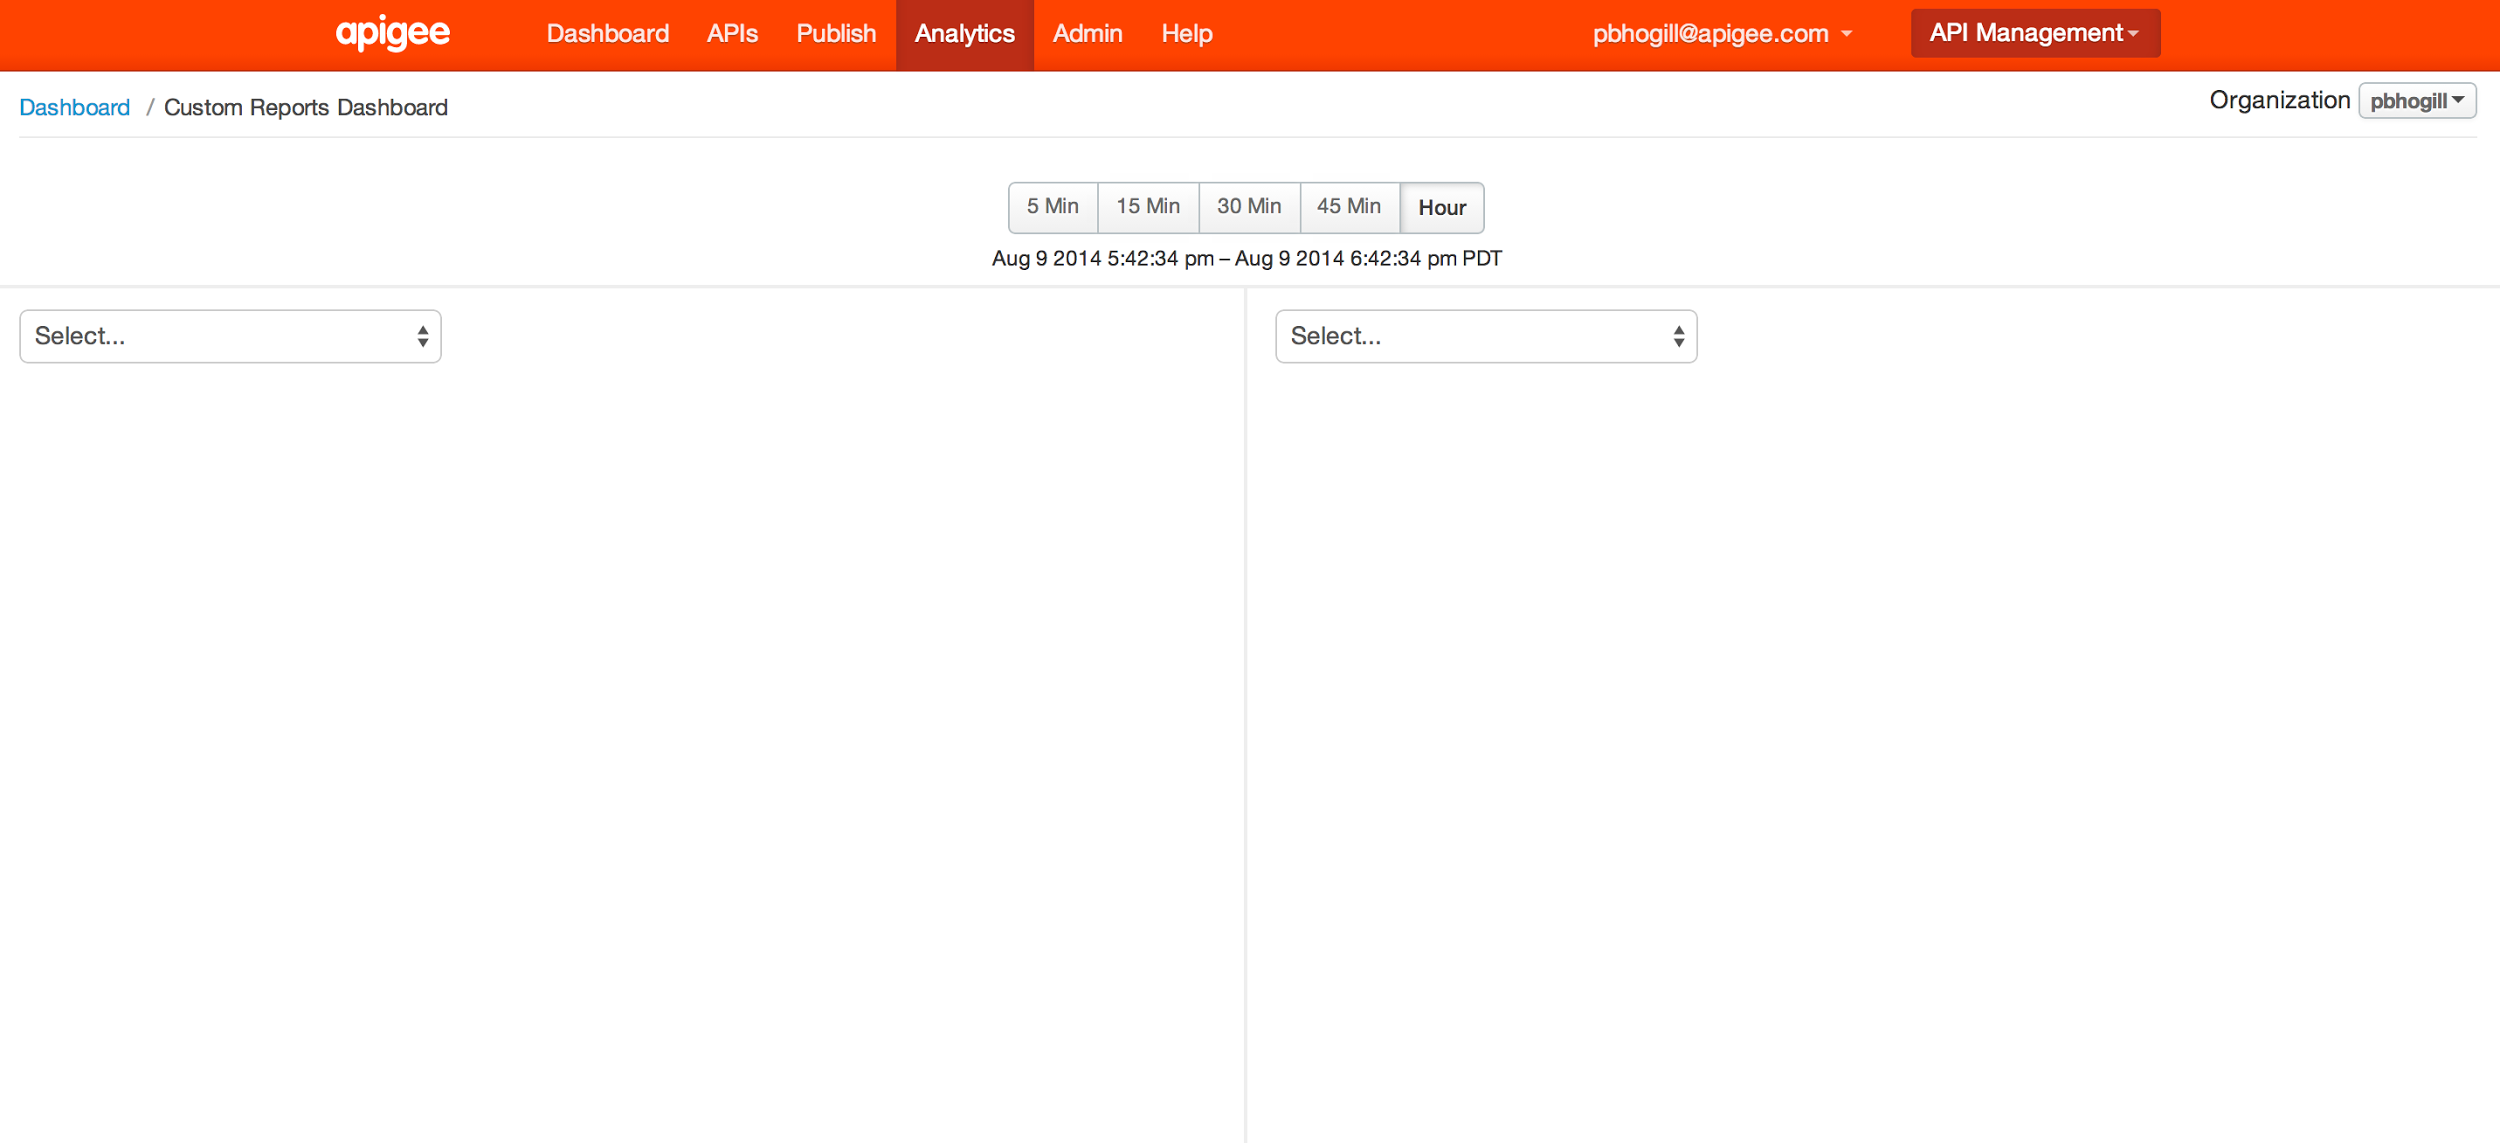 apigee Dashboard APIs Publish Analytics Admin Help pbhogill@apigee.com API Management
Dashboard / Custom Reports Dashboard Organization pbhogill
5 Min 15 Min 30 Min 45 Min Hour
Aug 9 2014 5:42:34 pm – Aug 9 2014 6:42:34 pm PDT
Select... Select...